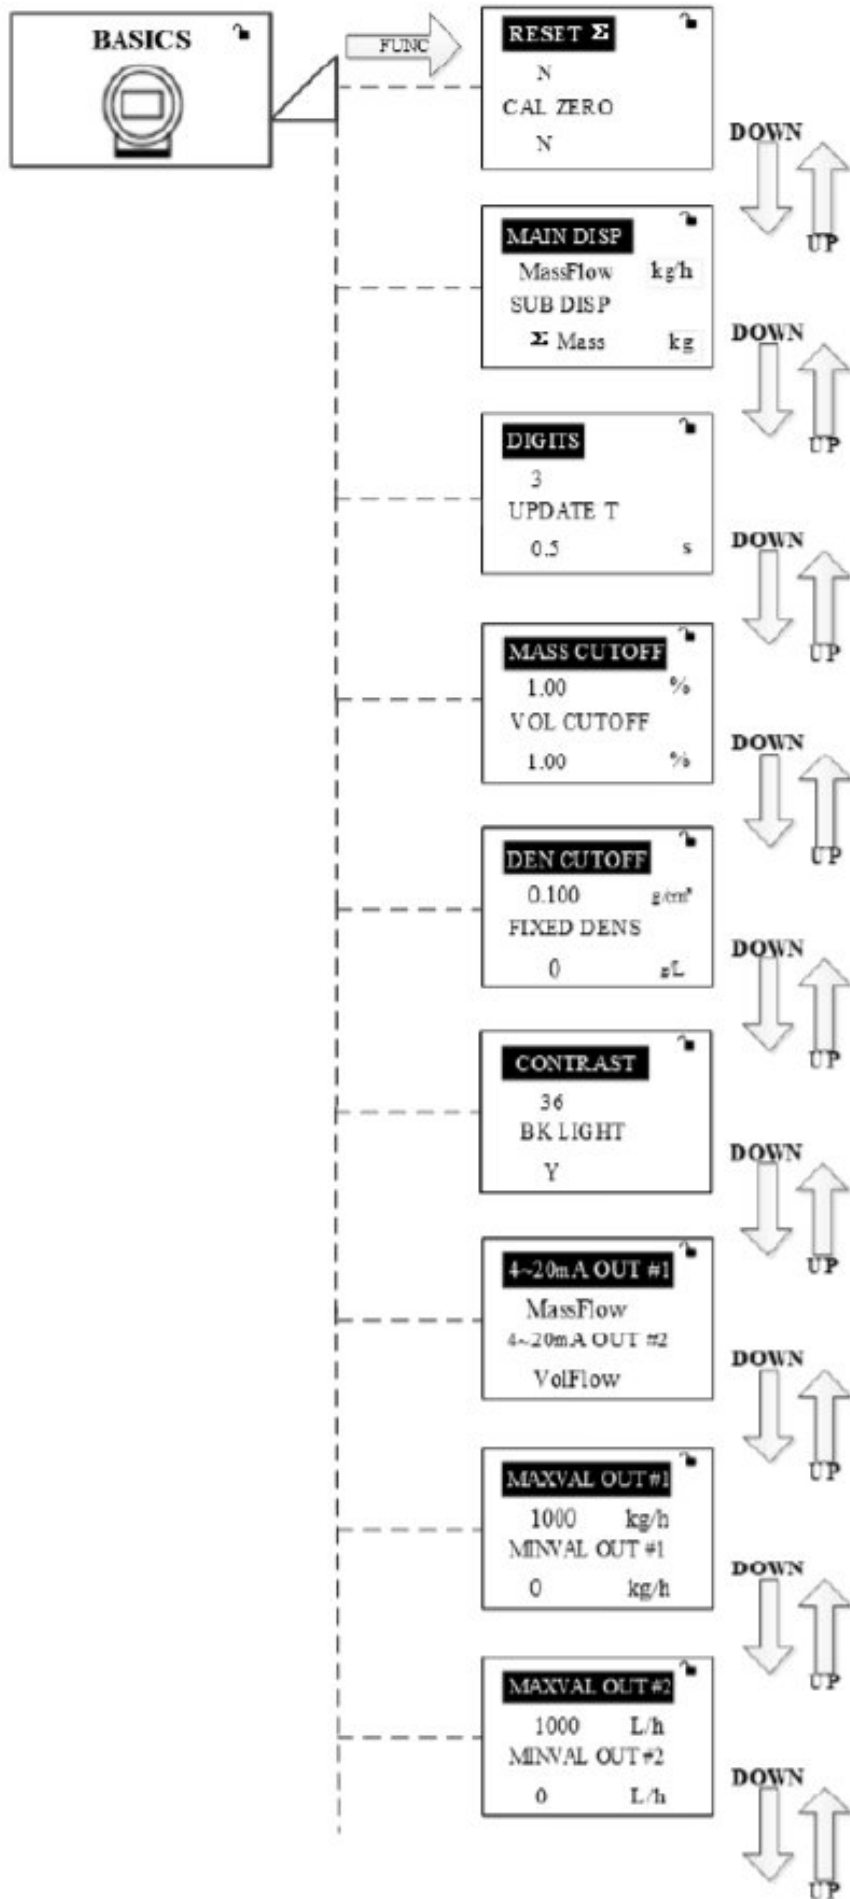 BASICS
FUNC
RESET Σ
N
CAL ZERO
N
DOWN
UP
MAIN DISP
MassFlow kg/h
SUB DISP
Σ Mass kg
DOWN
UP
DIGITS
3
UPDATE T
0.5 s
DOWN
UP
MASS CUTOFF
1.00 %
VOL CUTOFF
1.00 %
DOWN
UP
DEN CUTOFF
0.100 g/cm³
FIXED DENS
0 g/L
DOWN
UP
CONTRAST
36
BK LIGHT
Y
DOWN
UP
4~20mA OUT #1
MassFlow
4~20mA OUT #2
VolFlow
DOWN
UP
MAXVAL OUT #1
1000 kg/h
MINVAL OUT #1
0 kg/h
DOWN
UP
MAXVAL OUT #2
1000 L/h
MINVAL OUT #2
0 L/h
DOWN
UP